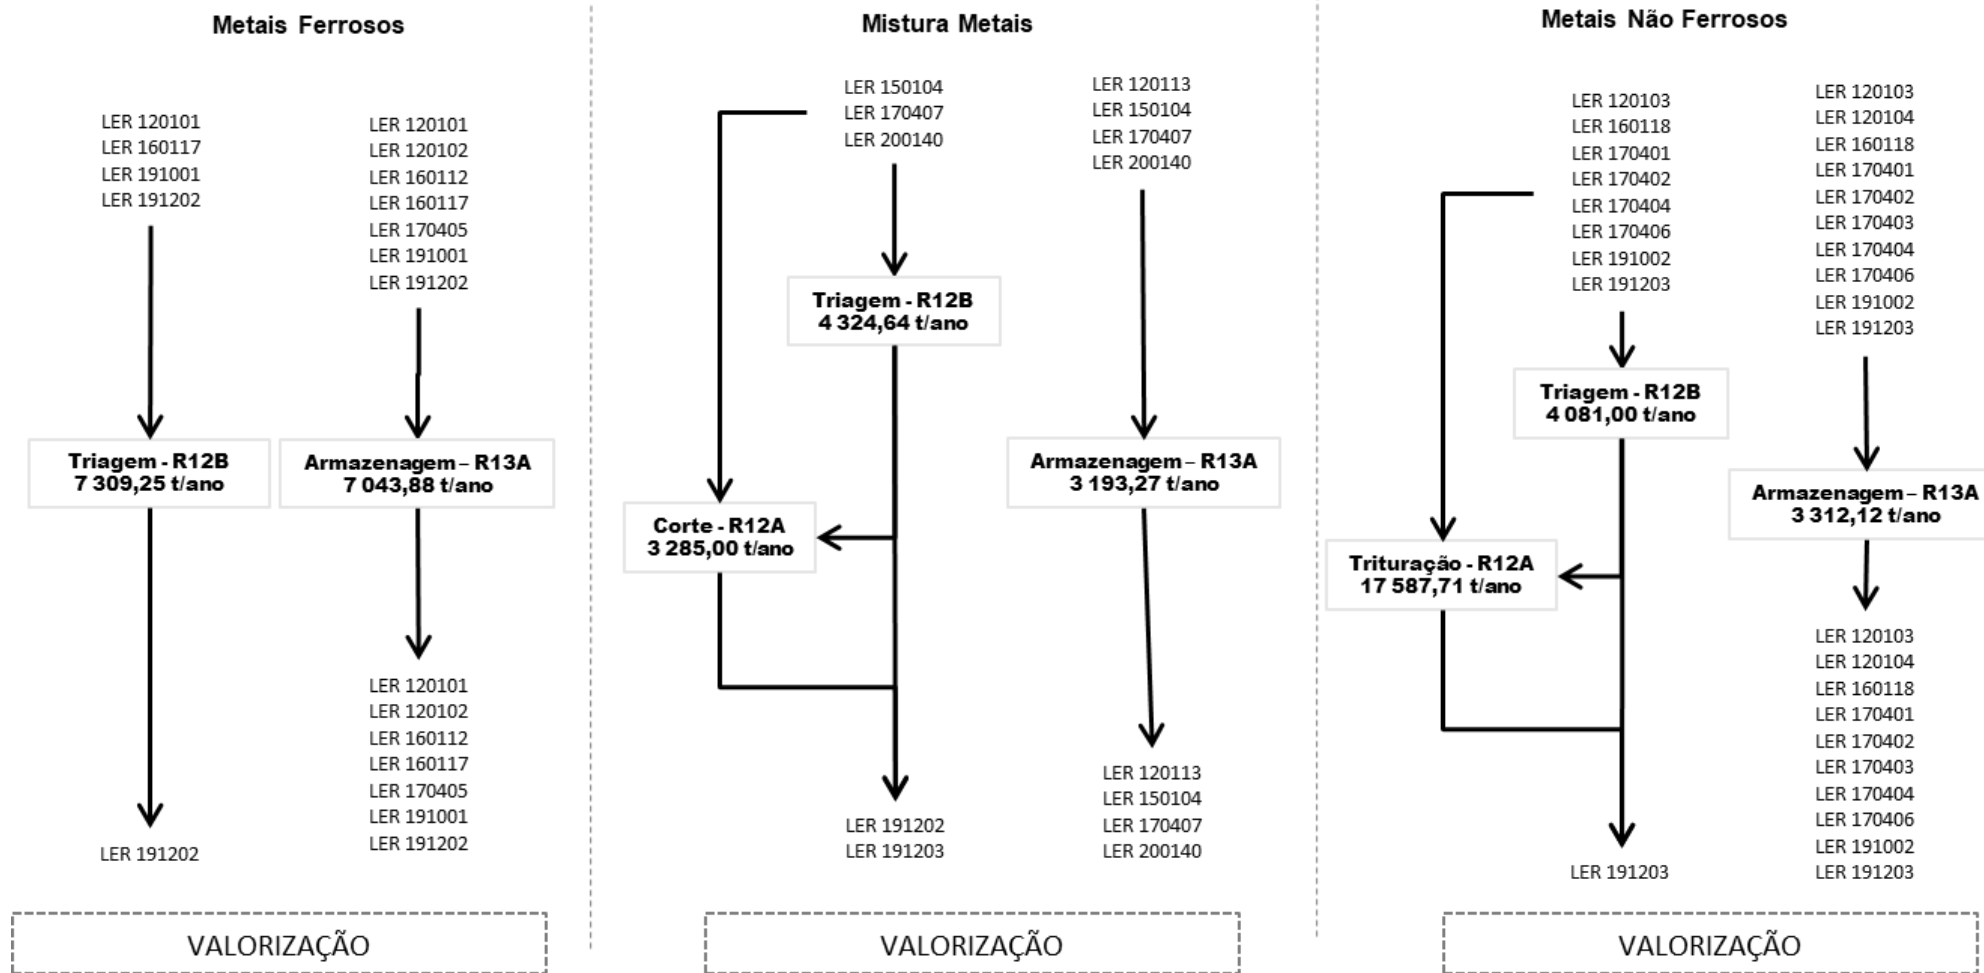 Metais Ferrosos
LER 120101
LER 160117
LER 191001
LER 191202
Triagem - R12B
7 309,25 t/ano
LER 191202
LER 120101
LER 120102
LER 160112
LER 160117
LER 170405
LER 191001
LER 191202
Armazenagem – R13A
7 043,88 t/ano
LER 120101
LER 120102
LER 160112
LER 160117
LER 170405
LER 191001
LER 191202
VALORIZAÇÃO
Mistura Metais
LER 150104
LER 170407
LER 200140
Triagem - R12B
4 324,64 t/ano
Corte - R12A
3 285,00 t/ano
LER 191202
LER 191203
LER 120113
LER 150104
LER 170407
LER 200140
Armazenagem – R13A
3 193,27 t/ano
LER 120113
LER 150104
LER 170407
LER 200140
VALORIZAÇÃO
Metais Não Ferrosos
LER 120103
LER 160118
LER 170401
LER 170402
LER 170404
LER 170406
LER 191002
LER 191203
Triagem - R12B
4 081,00 t/ano
Trituração - R12A
17 587,71 t/ano
LER 191203
LER 120103
LER 120104
LER 160118
LER 170401
LER 170402
LER 170403
LER 170404
LER 170406
LER 191002
LER 191203
Armazenagem – R13A
3 312,12 t/ano
LER 120103
LER 120104
LER 160118
LER 170401
LER 170402
LER 170403
LER 170404
LER 170406
LER 191002
LER 191203
VALORIZAÇÃO